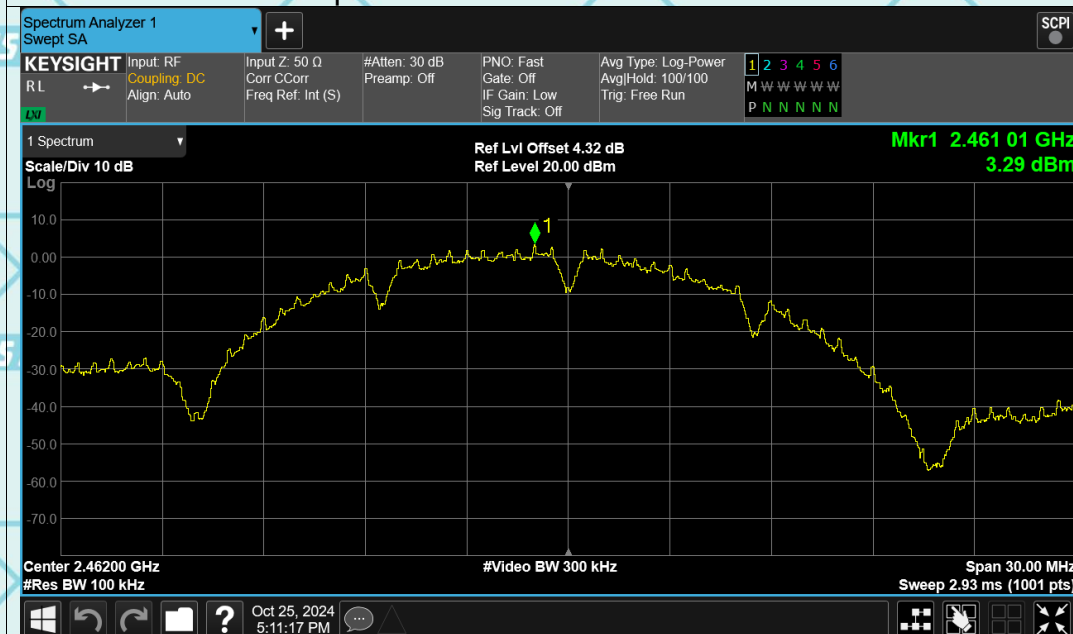 Spectrum Analyzer 1
Swept SA
+
SCPI
KEYSIGHT
RL
LXI
Input: RF
Coupling: DC
Align: Auto
Input Z: 50 Ω
Corr CCorr
Freq Ref: Int (S)
#Atten: 30 dB
Preamp: Off
PNO: Fast
Gate: Off
IF Gain: Low
Sig Track: Off
Avg Type: Log-Power
Avg|Hold: 100/100
Trig: Free Run
1 2 3 4 5 6
M W W W W W
P N N N N N
1 Spectrum
Scale/Div 10 dB
Log
Ref Lvl Offset 4.32 dB
Ref Level 20.00 dBm
Mkr1 2.461 01 GHz
3.29 dBm
1
10.0
0.00
-10.0
-20.0
-30.0
-40.0
-50.0
-60.0
-70.0
Center 2.46200 GHz
#Video BW 300 kHz
Span 30.00 MHz
#Res BW 100 kHz
Sweep 2.93 ms (1001 pts)
?
Oct 25, 2024
5:11:17 PM